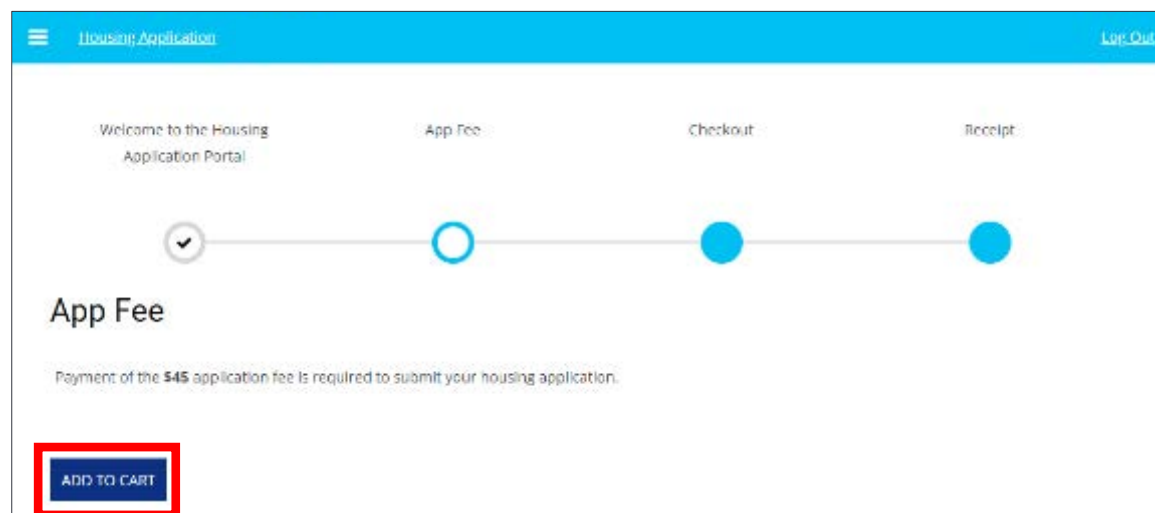 Housing Application
Log Out
Welcome to the Housing
Application Portal
App Fee
Checkout
Receipt
App Fee
Payment of the $45 application fee is required to submit your housing application.
ADD TO CART